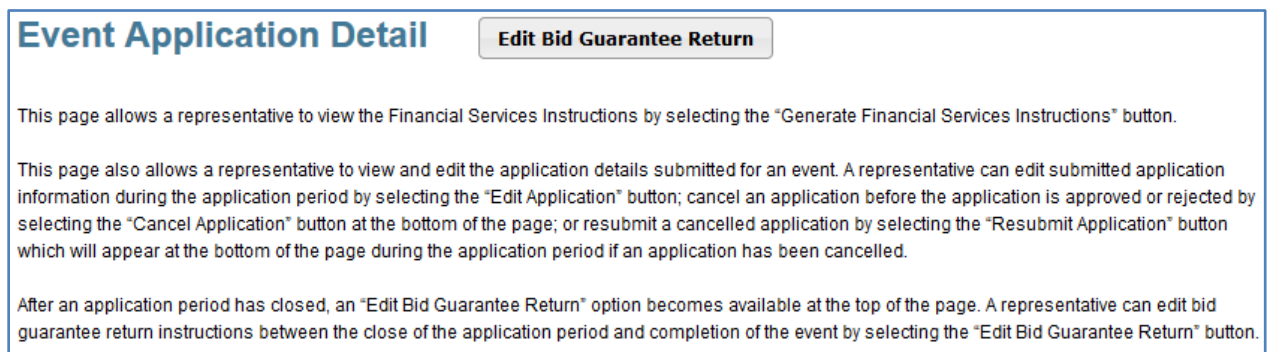 Event Application Detail
Edit Bid Guarantee Return
This page allows a representative to view the Financial Services Instructions by selecting the “Generate Financial Services Instructions” button.
This page also allows a representative to view and edit the application details submitted for an event. A representative can edit submitted application
information during the application period by selecting the “Edit Application” button; cancel an application before the application is approved or rejected by
selecting the “Cancel Application” button at the bottom of the page; or resubmit a cancelled application by selecting the “Resubmit Application” button
which will appear at the bottom of the page during the application period if an application has been cancelled.
After an application period has closed, an “Edit Bid Guarantee Return” option becomes available at the top of the page. A representative can edit bid
guarantee return instructions between the close of the application period and completion of the event by selecting the “Edit Bid Guarantee Return” button.